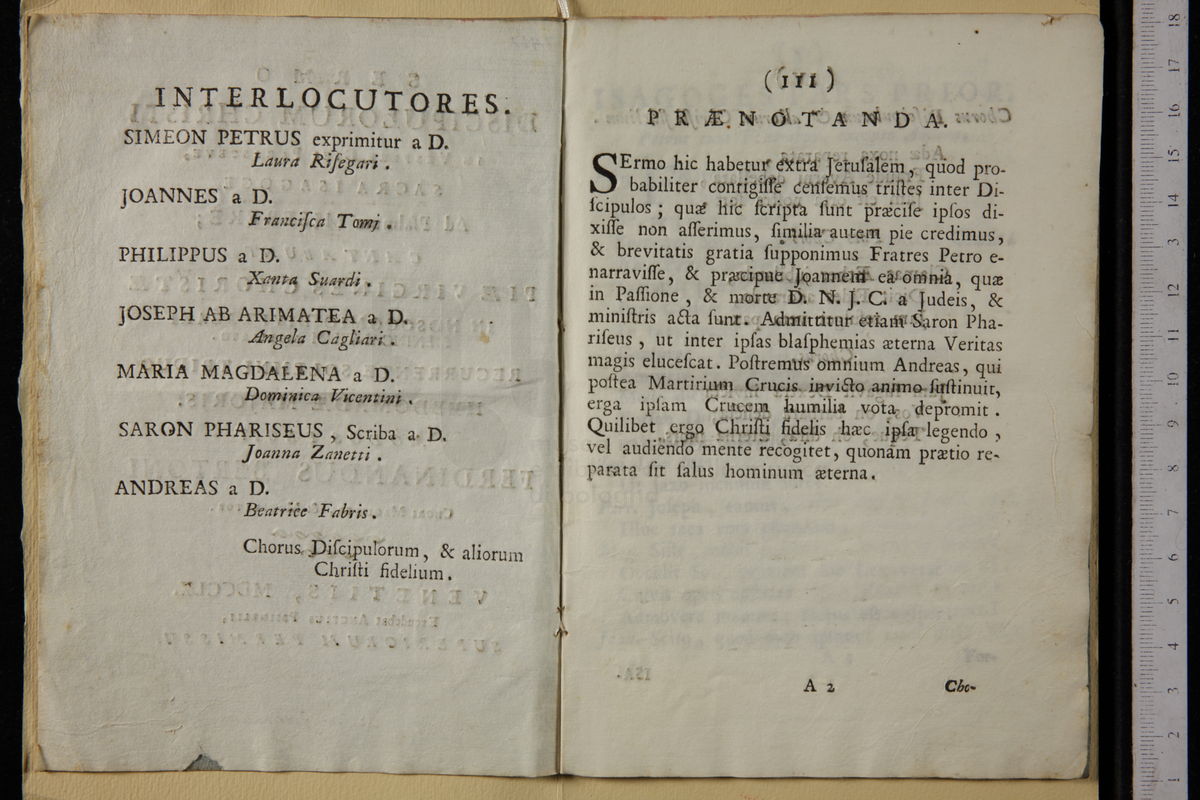 INTERLOCUTORES.
SIMEON PETRUS exprimitur a D.
Laura Riſegari.
JOANNES a D.
Franciſca Tomj.
PHILIPPUS a D.
Xanta Suardi.
JOSEPH AB ARIMATEA a D.
Angela Cagliari.
MARIA MAGDALENA a D.
Dominica Vicentini.
SARON PHARISEUS, Scriba a D.
Joanna Zanetti.
ANDREAS a D.
Beatrice Fabris.
Chorus Diſcipulorum, & aliorum
Chriſti fidelium.
(III)
PRÆNOTANDA.
SErmo hic habetur extra Jeruſalem, quod pro-
babiliter contigiſſe cenſemus triſtes inter Di-
ſcipulos; quæ hic ſcripta ſunt præciſe ipſos di-
xiſſe non aſſerimus, ſimilia autem pie credimus,
& brevitatis gratia ſupponimus Fratres Petro e-
narraviſſe, & præcipue Joannem ea omnia, quæ
in Paſſione, & morte D. N. J. C. a Judeis, &
miniſtris acta ſunt. Admittitur etiam Saron Pha-
riſeus, ut inter ipſas blaſphemias æterna Veritas
magis eluceſcat. Poſtremus omnium Andreas, qui
poſtea Martirium Crucis invicto animo ſuſtinuit,
erga ipſam Crucem humilia vota depromit.
Quilibet ergo Chriſti fidelis hæc ipſa legendo,
vel audiendo mente recogitet, quonam prætio re-
parata ſit ſalus hominum æterna.
A 2
Cho-